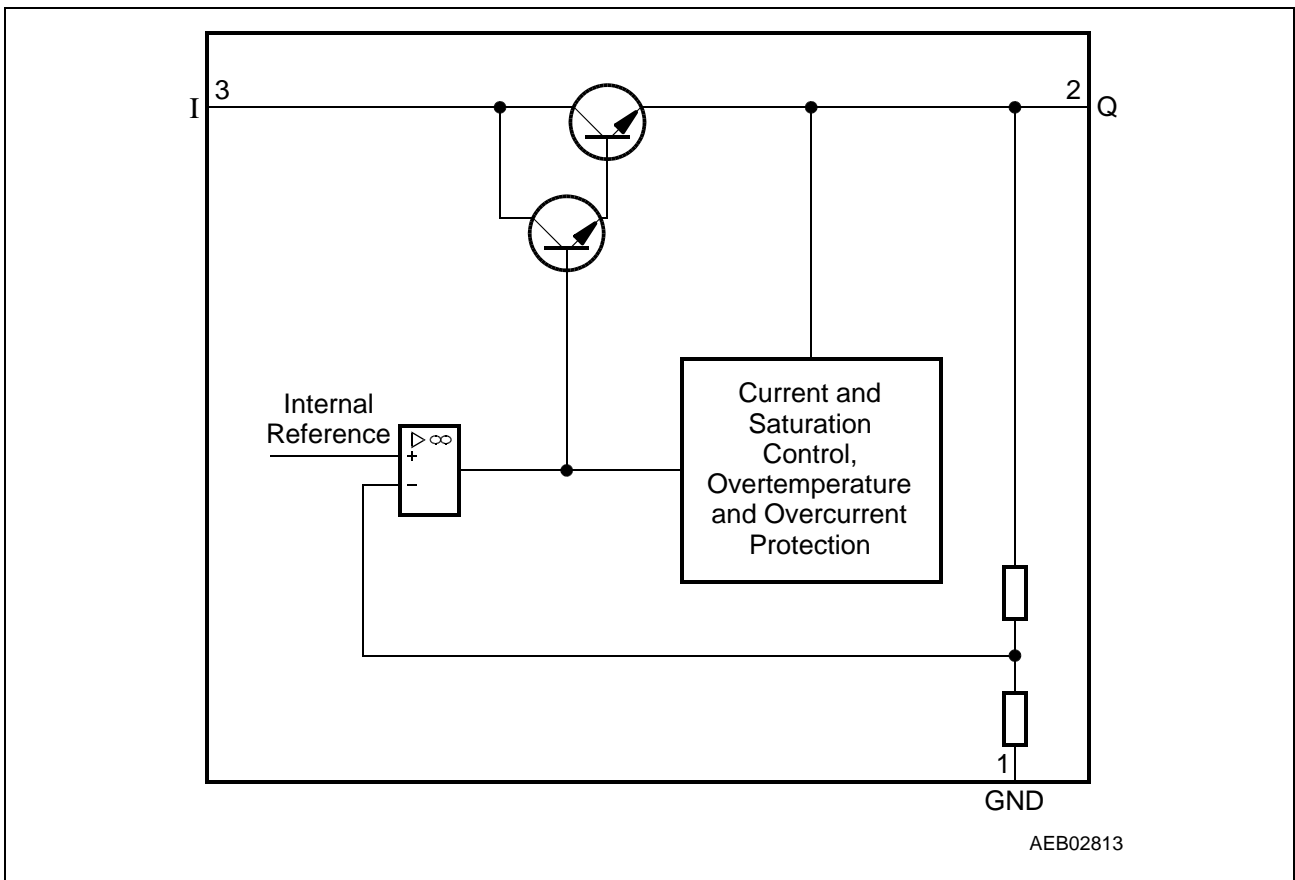 3
I
2
Q
Internal
Reference
▷ ∞
+
−
Current and
Saturation
Control,
Overtemperature
and Overcurrent
Protection
1
GND
AEB02813